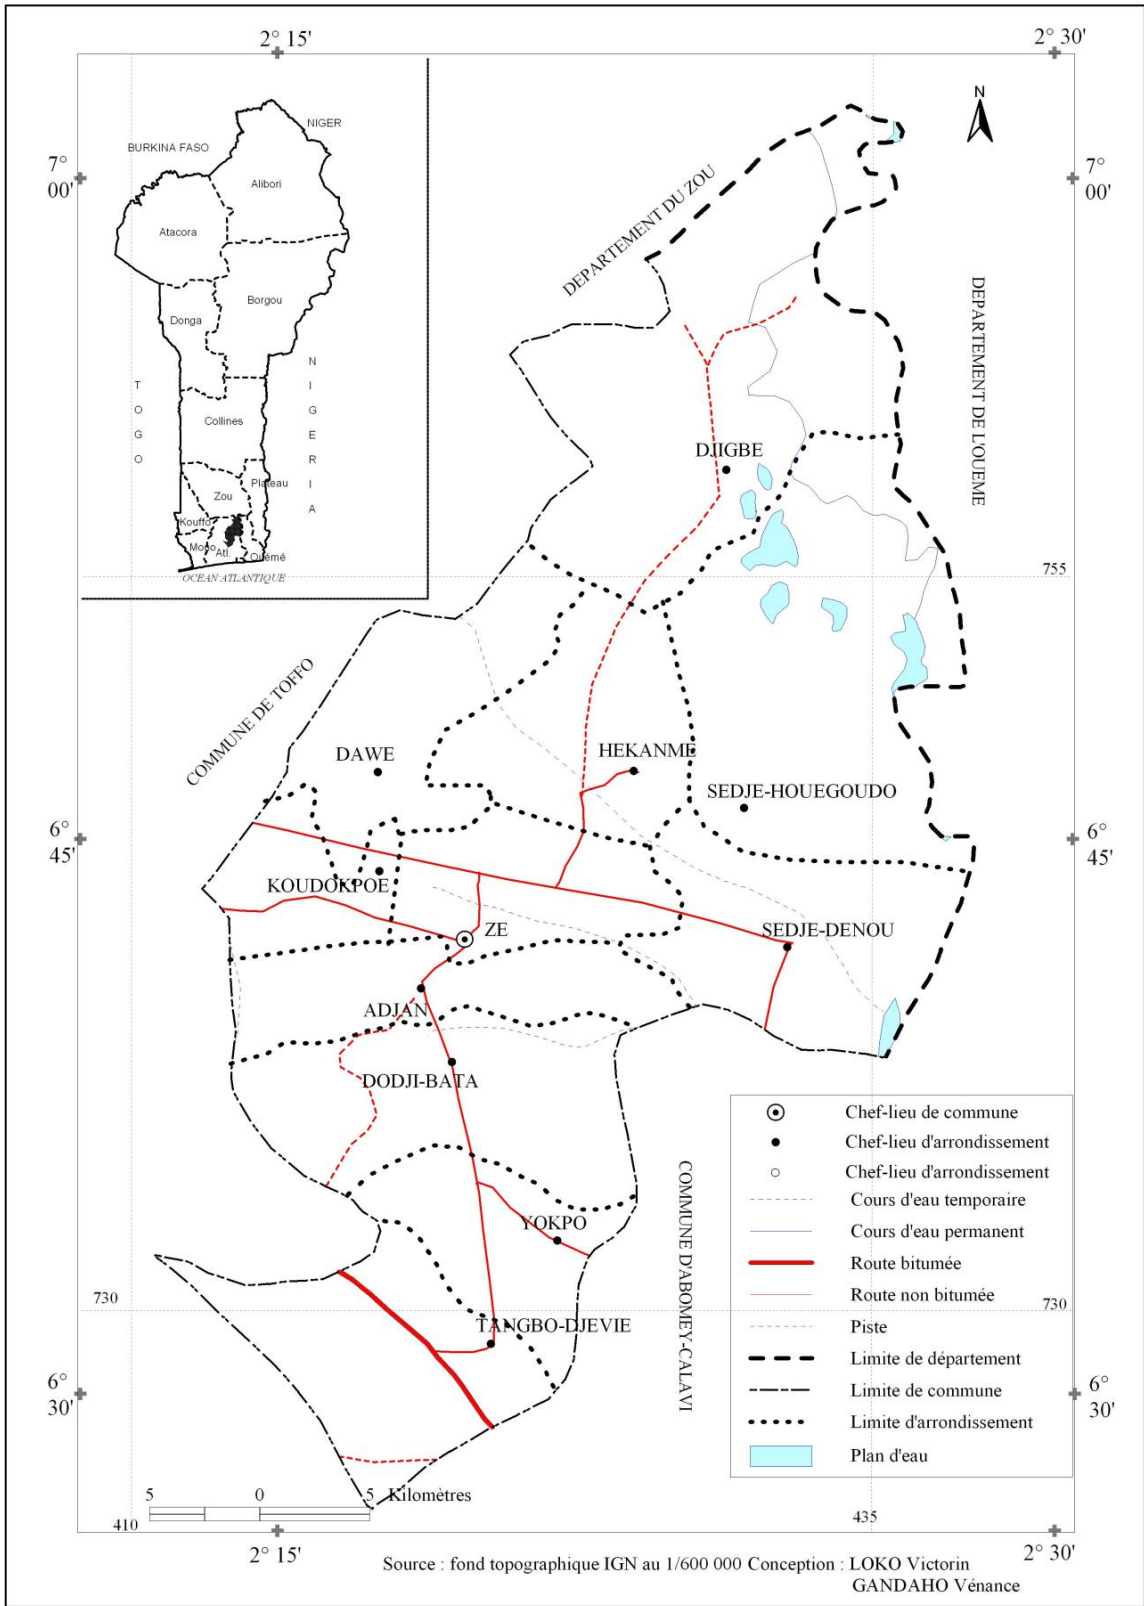 2° 15'
2° 30'
N
7°
00'
7°
00'
BURKINA FASO
NIGER
Alibori
Atacora
Borgou
Donga
TOGO
NIGERIA
Collines
Plateau
Zou
Kouffo
Mono
Atl.
Ouémé
OCEAN ATLANTIQUE
DEPARTEMENT DU ZOU
DEPARTEMENT DE L'OUEME
DJIGBE
755
COMMUNE DE TOFFO
DAWE
HEKANME
SEDJE-HOUEGOUDO
6°
45'
6°
45'
KOUDOKPOE
ZE
SEDJE-DENOU
ADJAN
DODJI-BATA
YOKPO
COMMUNE D'ABOMEY-CALAVI
TANGBO-DJEVIE
730
730
Chef-lieu de commune
Chef-lieu d'arrondissement
Chef-lieu d'arrondissement
Cours d'eau temporaire
Cours d'eau permanent
Route bitumée
Route non bitumée
Piste
Limite de département
Limite de commune
Limite d'arrondissement
Plan d'eau
6°
30'
6°
30'
5 0 5 Kilomètres
410
435
2° 15'
2° 30'
Source : fond topographique IGN au 1/600 000 Conception : LOKO Victorin
GANDAHO Vénance